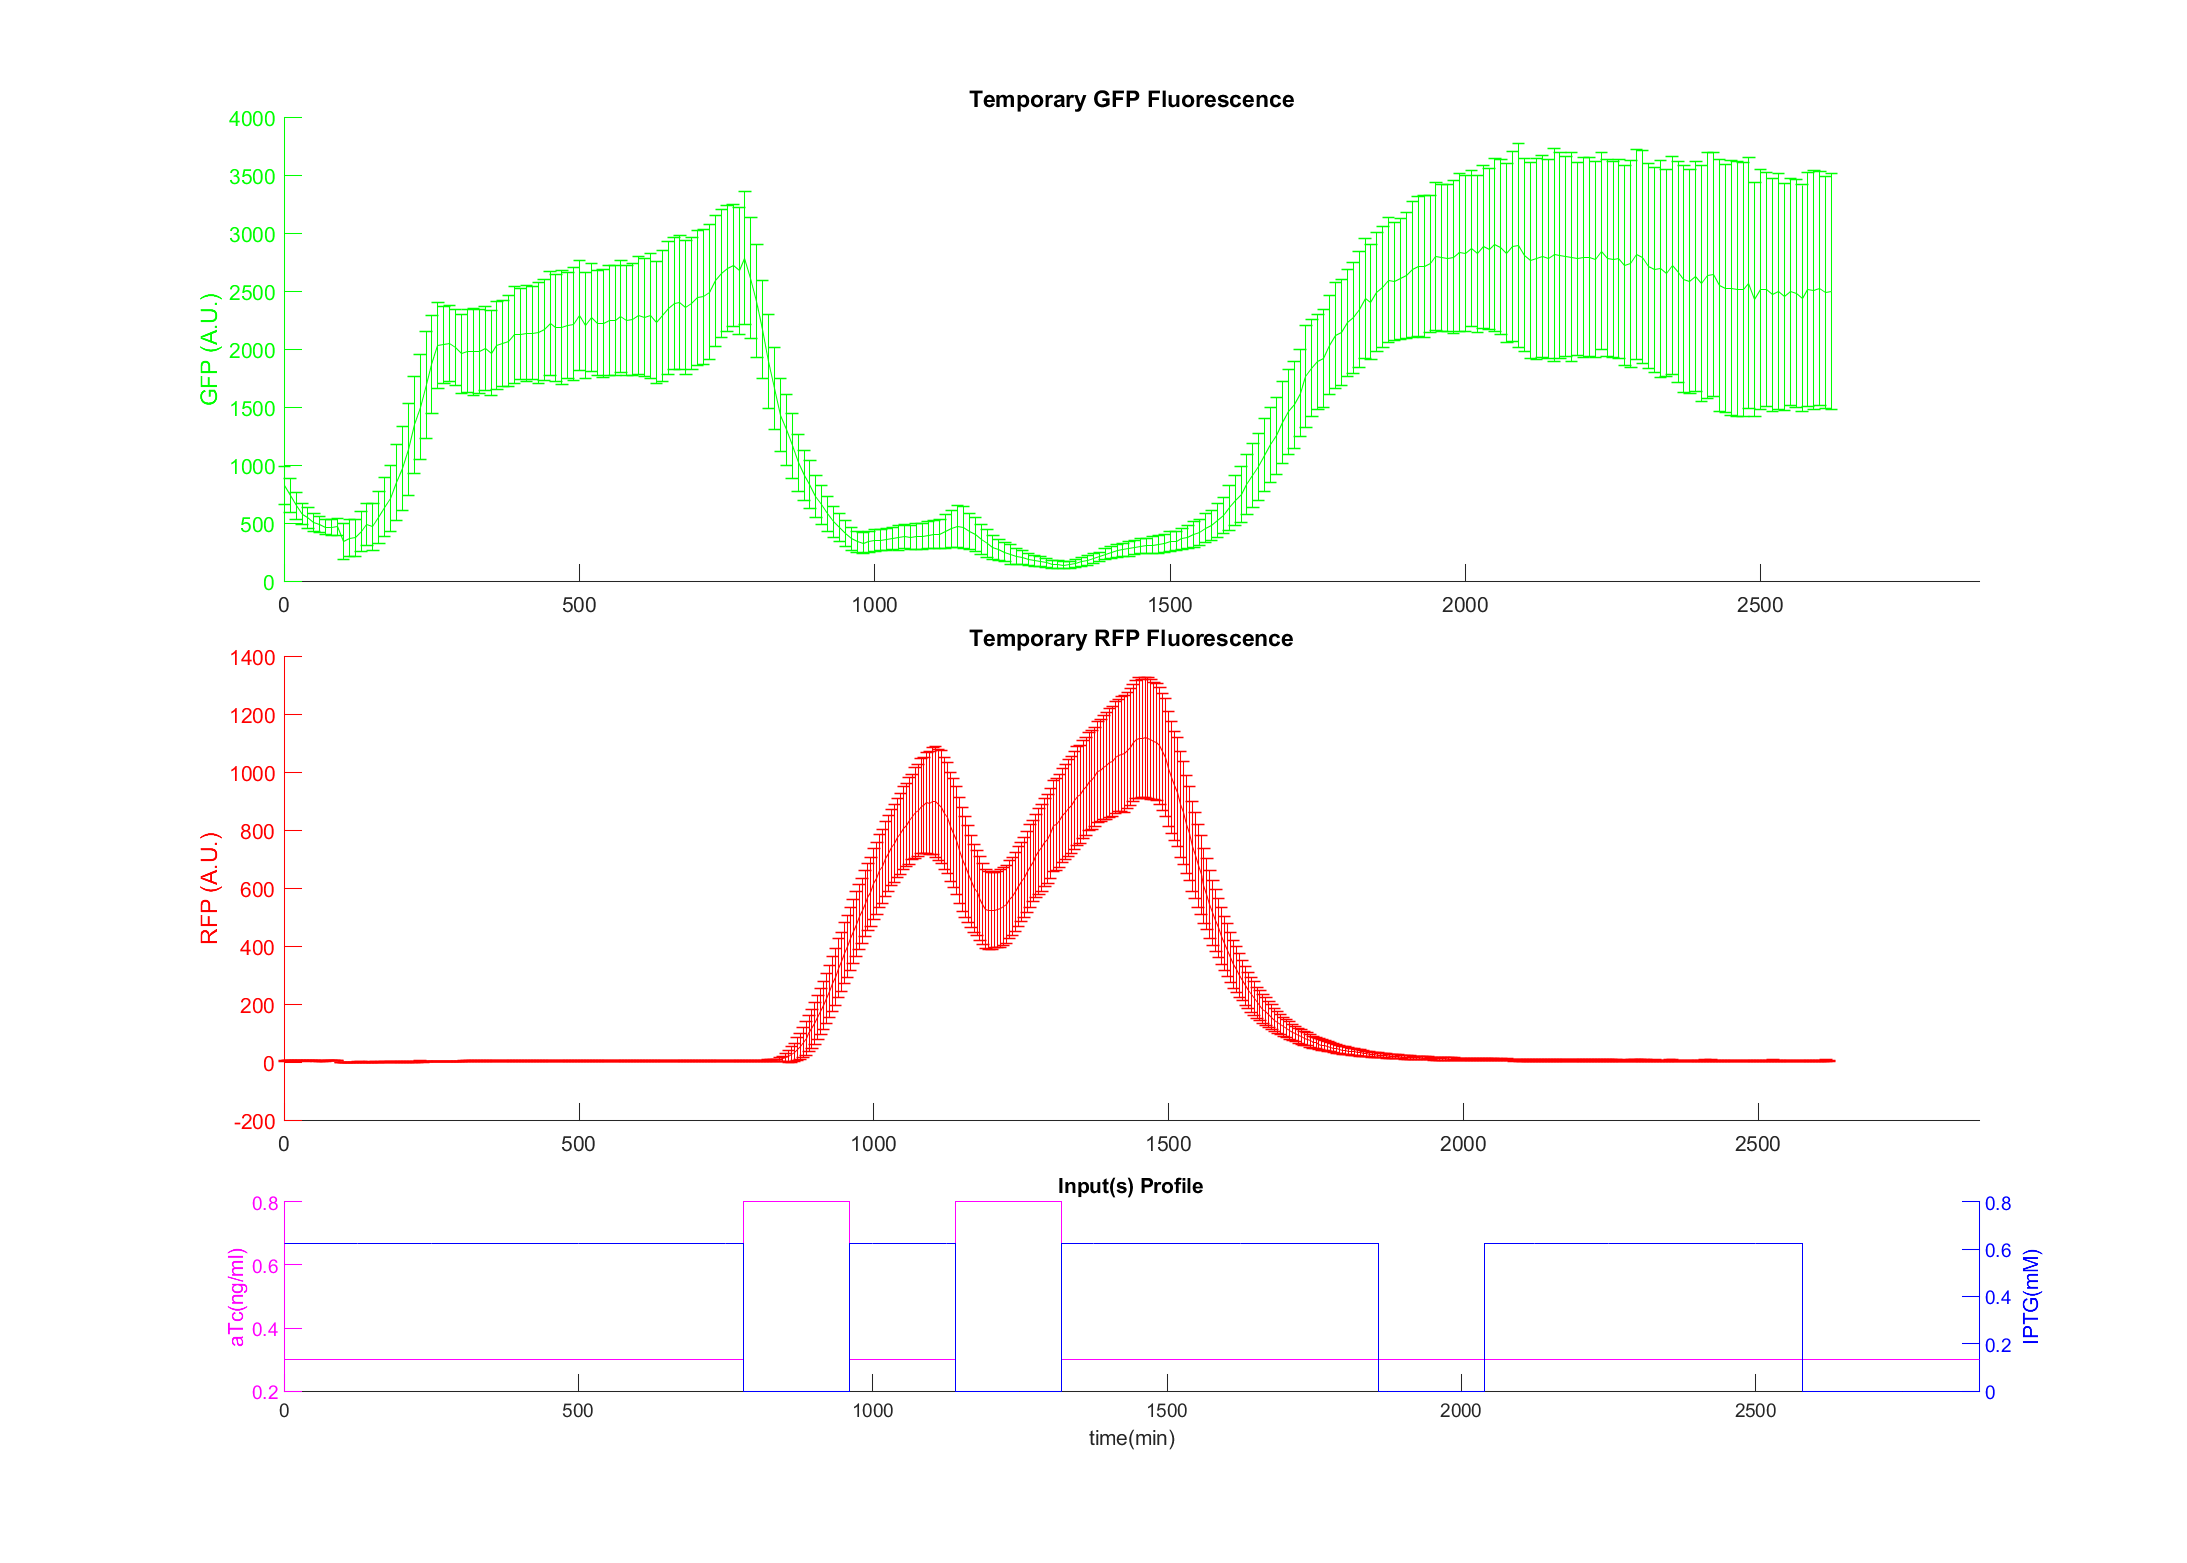 Temporary GFP Fluorescence
4000
3500
3000
2500
2000
1500
1000
500
0
GFP (A.U.)
0 500 1000 1500 2000 2500
Temporary RFP Fluorescence
1400
1200
1000
800
600
400
200
0
-200
RFP (A.U.)
0 500 1000 1500 2000 2500
Input(s) Profile
0.8
0.6
0.4
0.2
aTc(ng/ml)
0.8
0.6
0.4
0.2
0
IPTG(mM)
0 500 1000 1500 2000 2500
time(min)